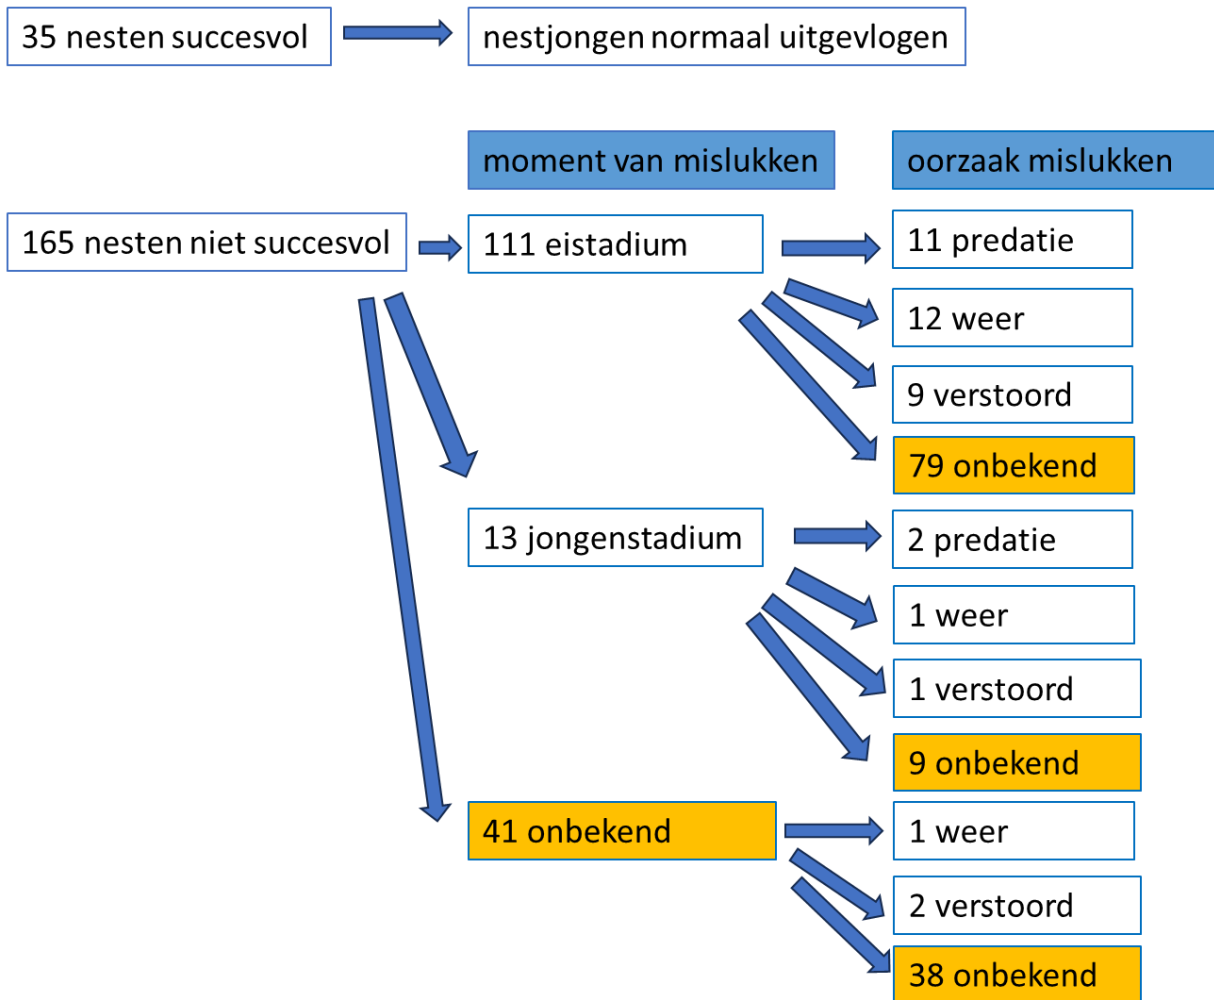 35 nesten succesvol
nestjongen normaal uitgevlogen
moment van mislukken
oorzaak mislukken
165 nesten niet succesvol
111 eistadium
11 predatie
12 weer
9 verstoord
79 onbekend
13 jongenstadium
2 predatie
1 weer
1 verstoord
9 onbekend
41 onbekend
1 weer
2 verstoord
38 onbekend